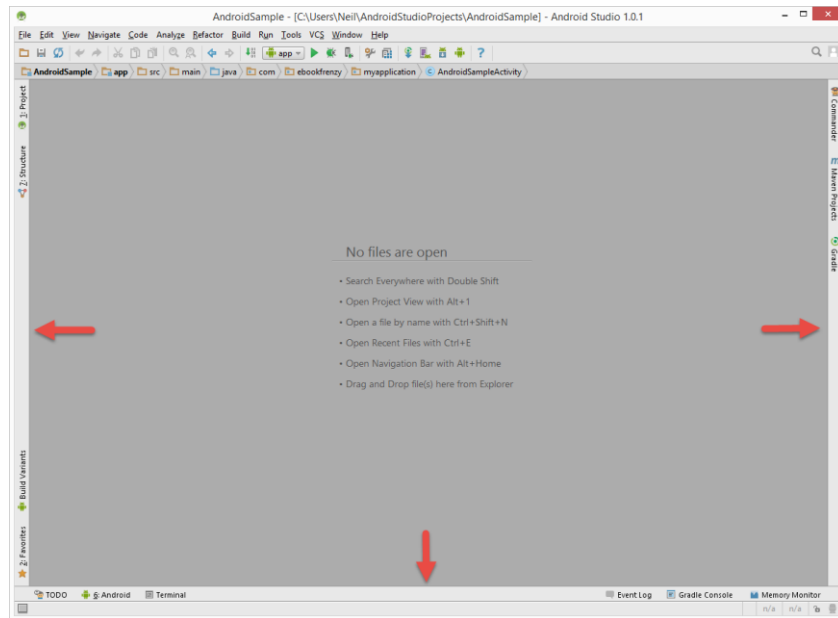 AndroidSample - [C:\Users\Neil\AndroidStudioProjects\AndroidSample] - Android Studio 1.0.1
File Edit View Navigate Code Analyze Refactor Build Run Tools VCS Window Help
app
AndroidSample app src main java com ebookfrenzy myapplication AndroidSampleActivity
1: Project
7: Structure
Build Variants
2: Favorites
No files are open
• Search Everywhere with Double Shift
• Open Project View with Alt+1
• Open a file by name with Ctrl+Shift+N
• Open Recent Files with Ctrl+E
• Open Navigation Bar with Alt+Home
• Drag and Drop file(s) here from Explorer
Commander
Maven Projects
Gradle
TODO 6: Android Terminal Event Log Gradle Console Memory Monitor
n/a n/a